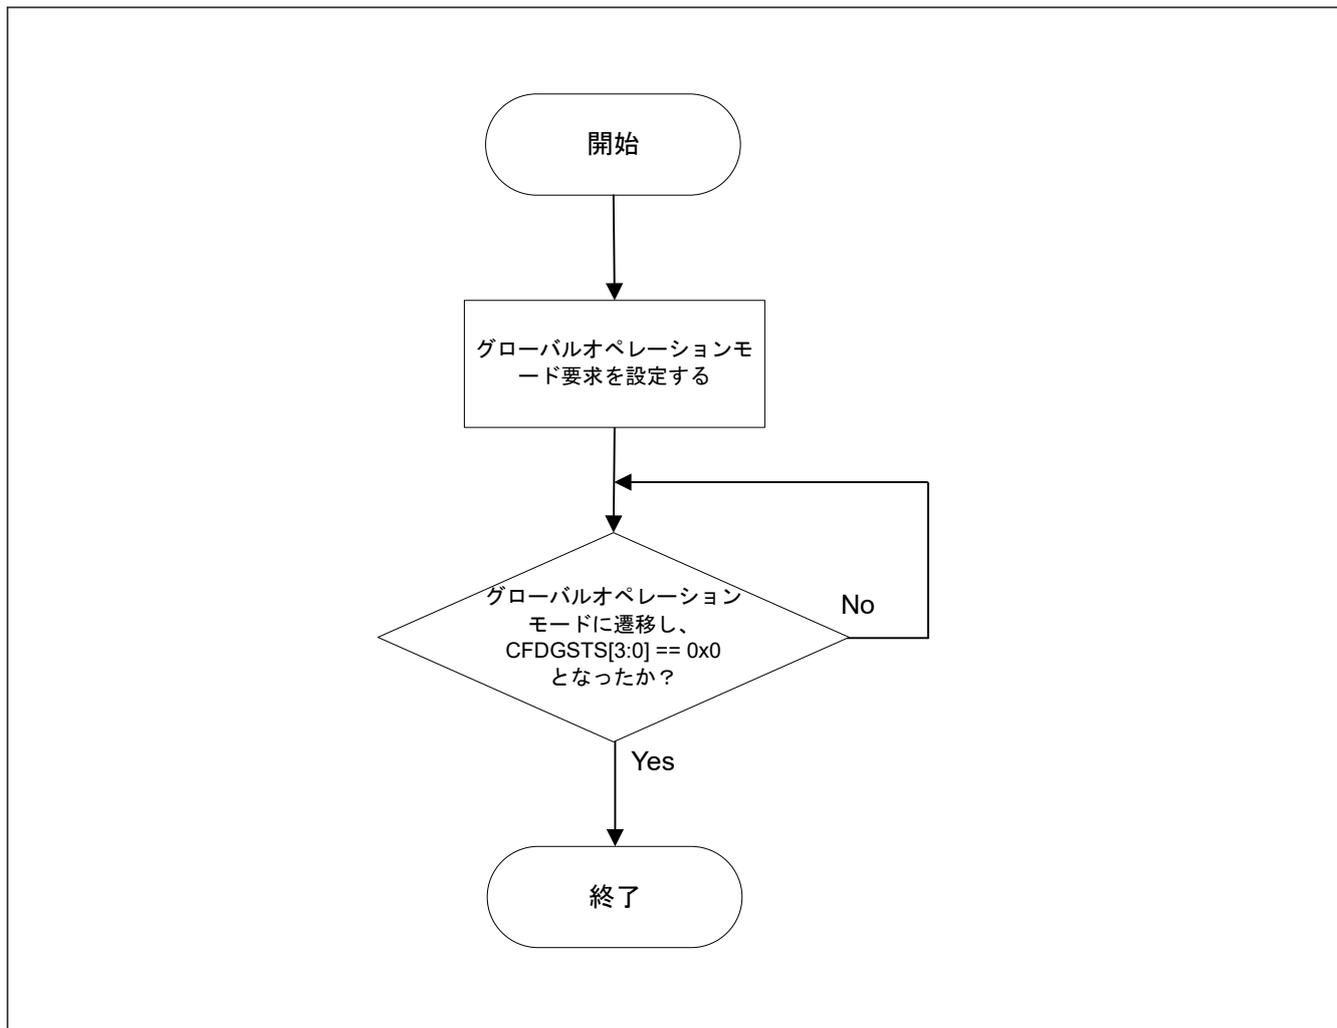 開始
グローバルオペレーションモ
ード要求を設定する
グローバルオペレーション
モードに遷移し、
CFDGSTS[3:0] == 0x0
となったか？
No
Yes
終了